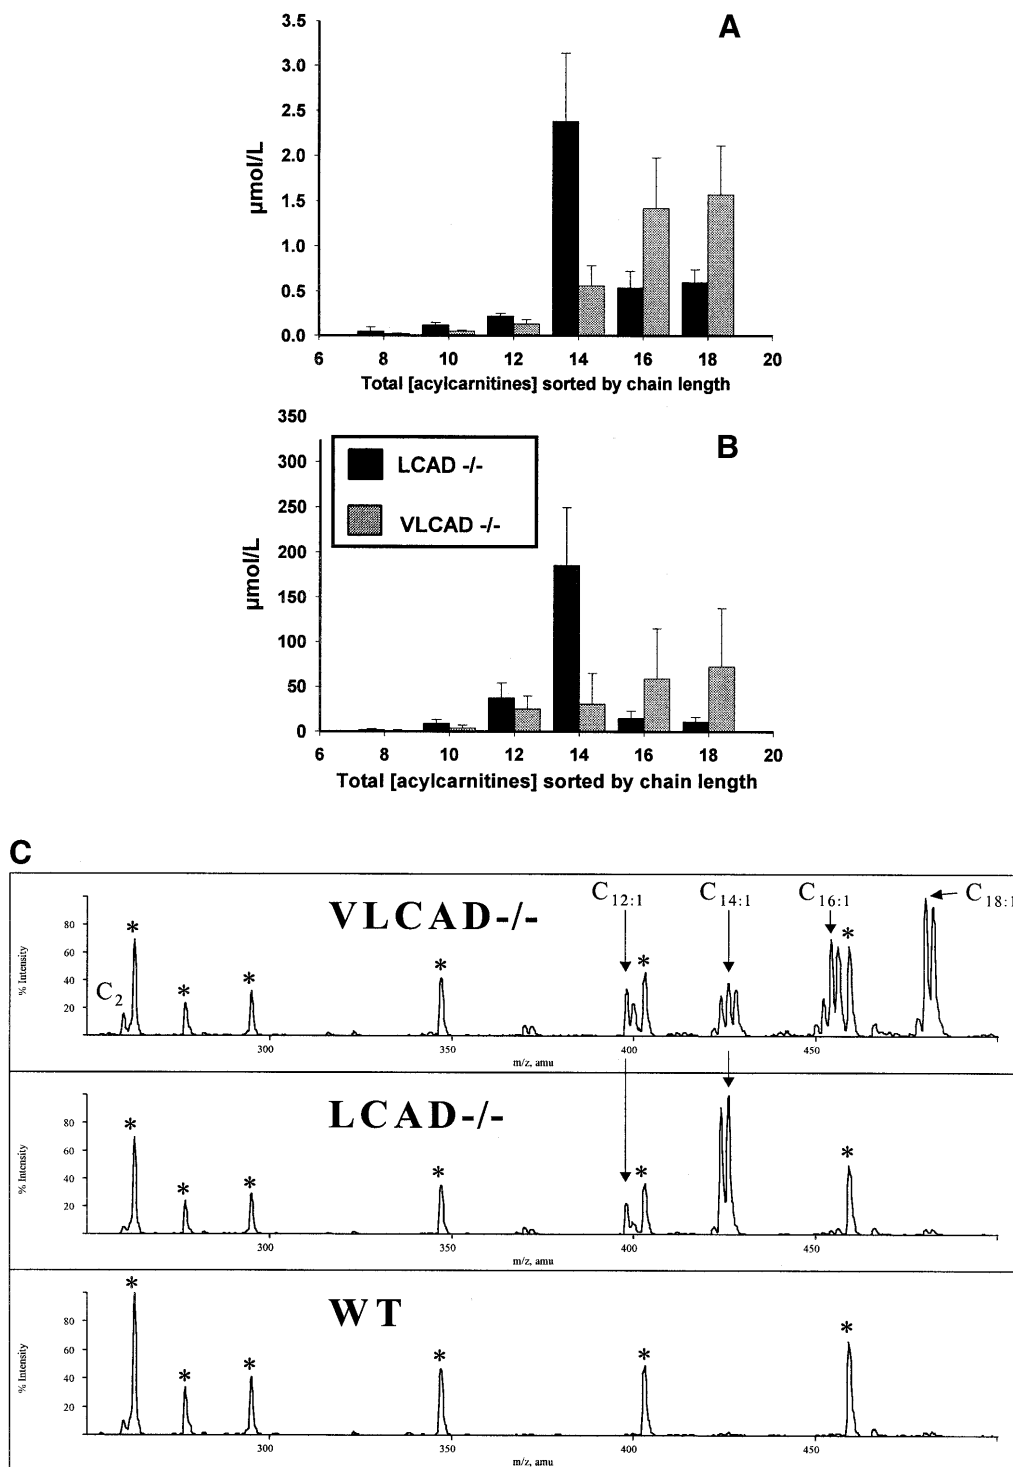 A
3.5
3.0
2.5
2.0
1.5
1.0
0.5
0.0
µmol/L
6 8 10 12 14 16 18 20
Total [acylcarnitines] sorted by chain length
B
350
300
250
200
150
100
50
0
µmol/L
LCAD -/-
VLCAD -/-
6 8 10 12 14 16 18 20
Total [acylcarnitines] sorted by chain length
C
VLCAD-/-
C12:1
C14:1
C16:1
C18:1
C2
* * * * * *
80
60
40
20
% Intensity
300 350 400 450
m/z, amu
LCAD-/-
* * * * * *
80
60
40
20
% Intensity
300 350 400 450
m/z, amu
WT
* * * * * *
80
60
40
20
% Intensity
300 350 400 450
m/z, amu